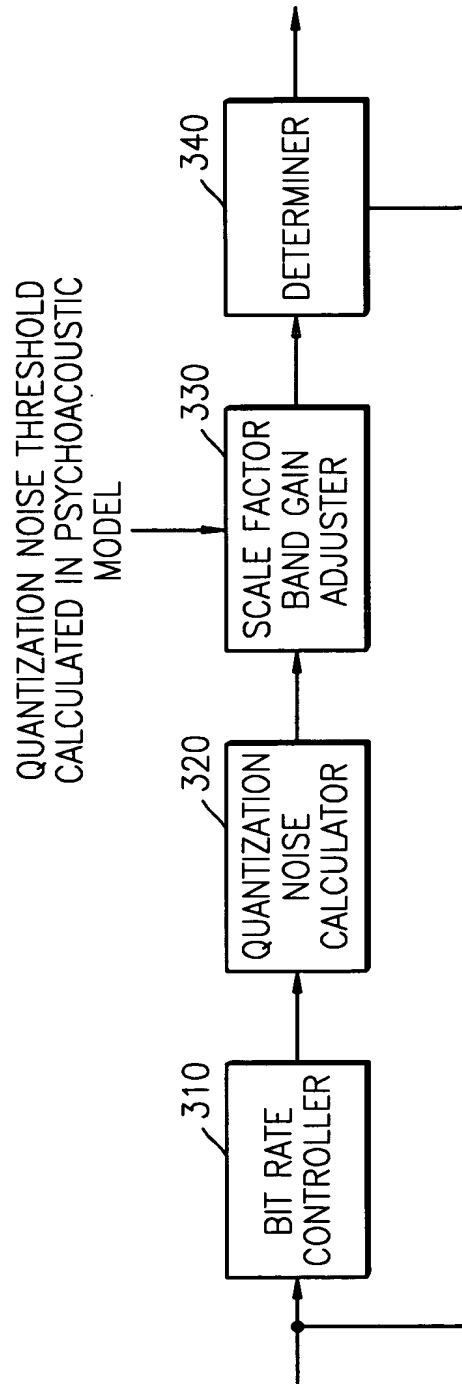 QUANTIZATION NOISE THRESHOLD
CALCULATED IN PSYCHOACOUSTIC
MODEL
310
BIT RATE
CONTROLLER
320
QUANTIZATION
NOISE
CALCULATOR
330
SCALE FACTOR
BAND GAIN
ADJUSTER
340
DETERMINER